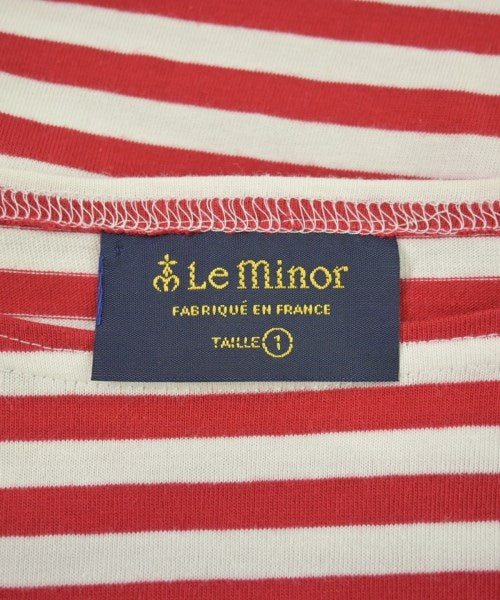 Le minor
FABRIQUÉ EN FRANCE
TAILLE 1